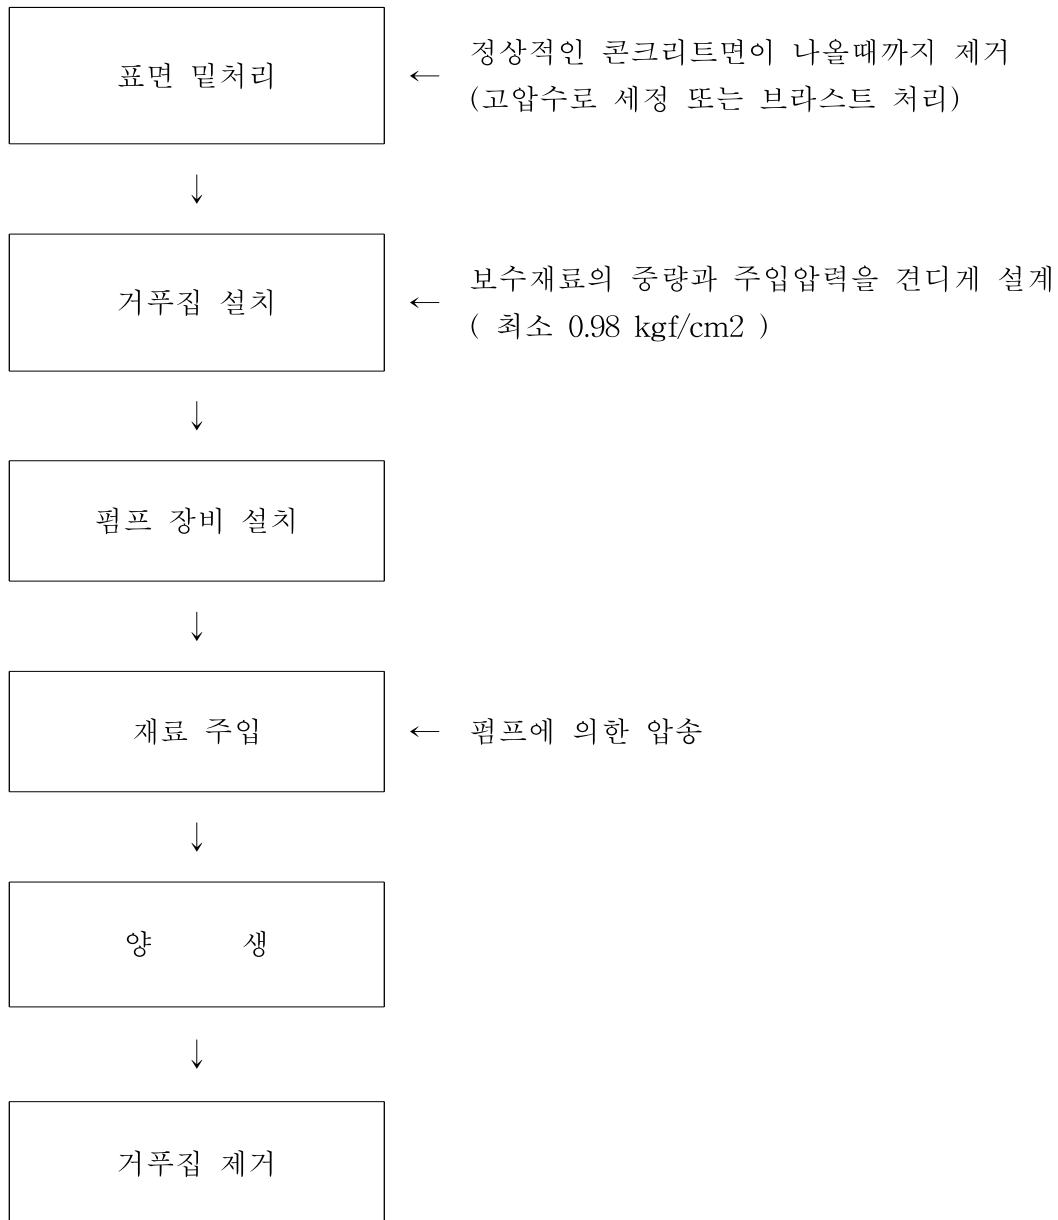 표면 밑처리
← 정상적인 콘크리트면이 나올때까지 제거
(고압수로 세정 또는 브라스트 처리)
↓
거푸집 설치
← 보수재료의 중량과 주입압력을 견디게 설계
( 최소 0.98 kgf/cm2 )
↓
펌프 장비 설치
↓
재료 주입
← 펌프에 의한 압송
↓
양 생
↓
거푸집 제거